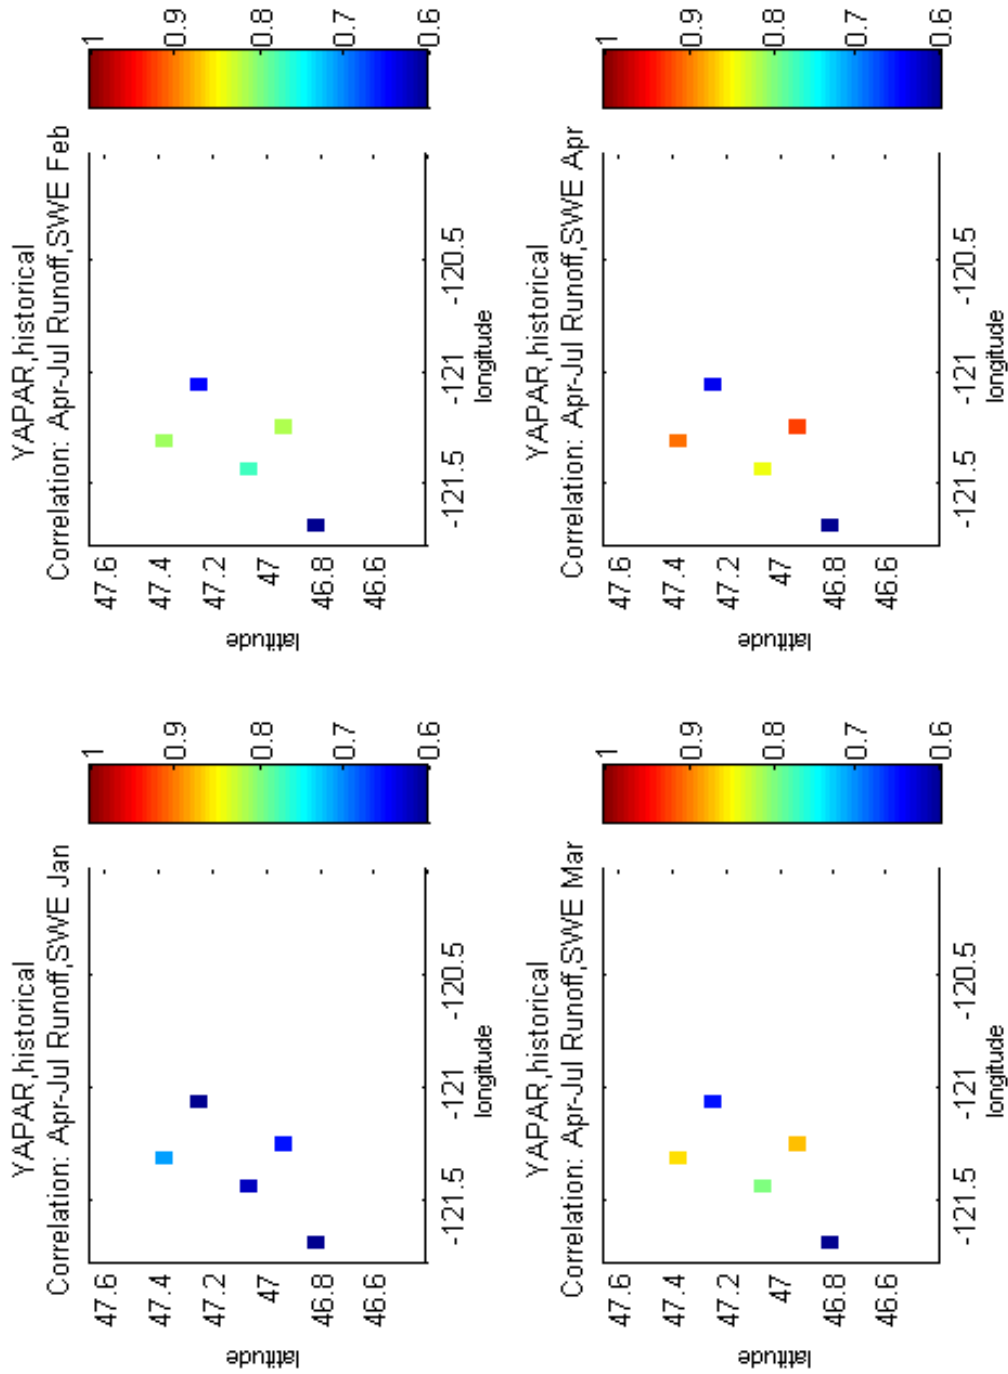 YAPAR,historical
Correlation: Apr-Jul Runoff,SWE Jan
47.6
47.4
47.2
47
46.8
46.6
latitude
-121.5 -121 -120.5
longitude
1
0.9
0.8
0.7
0.6
YAPAR,historical
Correlation: Apr-Jul Runoff,SWE Feb
47.6
47.4
47.2
47
46.8
46.6
latitude
-121.5 -121 -120.5
longitude
1
0.9
0.8
0.7
0.6
YAPAR,historical
Correlation: Apr-Jul Runoff,SWE Mar
47.6
47.4
47.2
47
46.8
46.6
latitude
-121.5 -121 -120.5
longitude
1
0.9
0.8
0.7
0.6
YAPAR,historical
Correlation: Apr-Jul Runoff,SWE Apr
47.6
47.4
47.2
47
46.8
46.6
latitude
-121.5 -121 -120.5
longitude
1
0.9
0.8
0.7
0.6